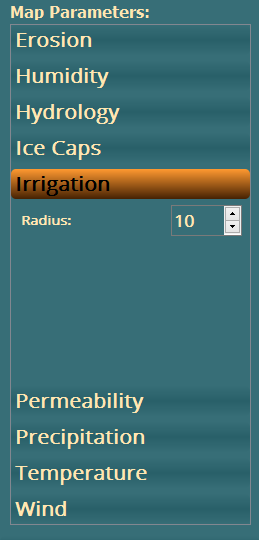 Map Parameters:
Erosion
Humidity
Hydrology
Ice Caps
Irrigation
Radius: 10
Permeability
Precipitation
Temperature
Wind